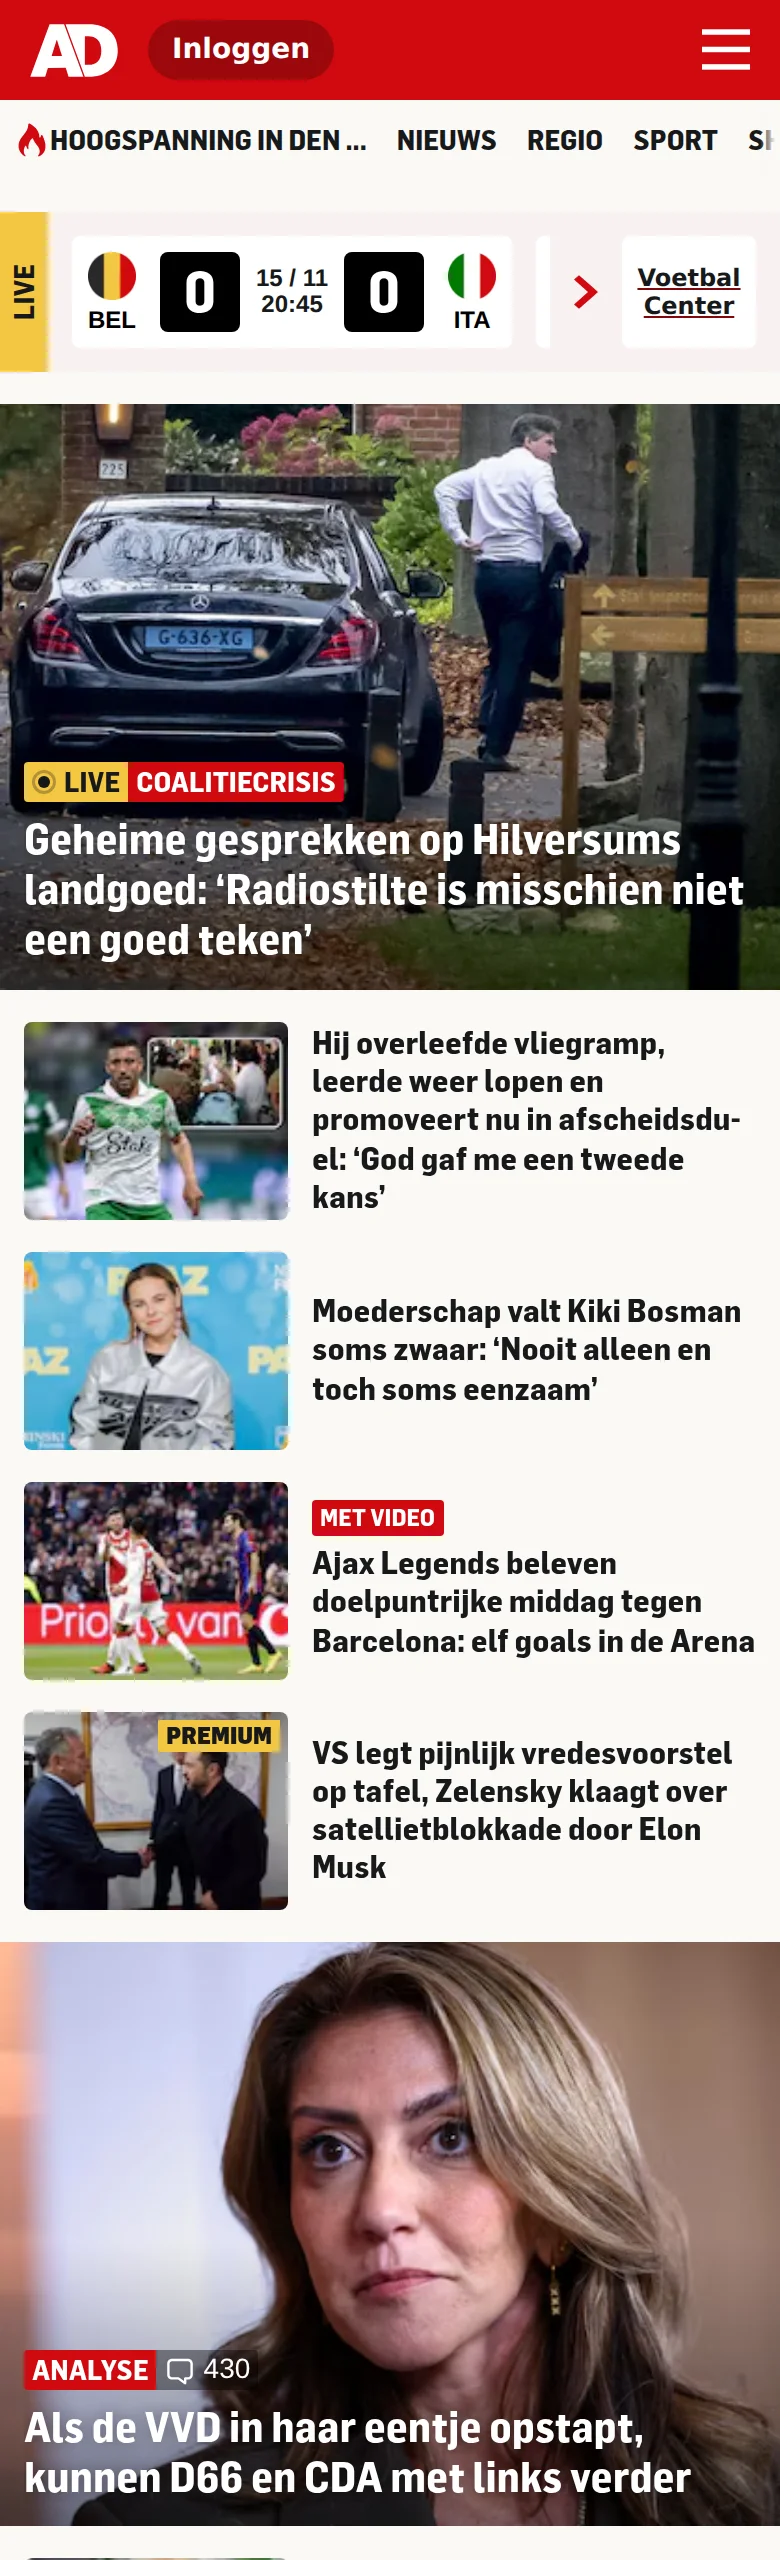 AD
Inloggen
HOOGSPANNING IN DEN ...
NIEUWS
REGIO
SPORT
LIVE
BEL
0
15 / 11
20:45
0
ITA
Voetbal
Center
225
G-636-XG
LIVE COALITIECRISIS
Geheime gesprekken op Hilversums
landgoed: ‘Radiostilte is misschien niet
een goed teken’
Stake
Hij overleefde vliegramp,
leerde weer lopen en
promoveert nu in afscheidsdu-
el: ‘God gaf me een tweede
kans’
Moederschap valt Kiki Bosman
soms zwaar: ‘Nooit alleen en
toch soms eenzaam’
MET VIDEO
Ajax Legends beleven
doelpuntrijke middag tegen
Barcelona: elf goals in de Arena
van
PREMIUM
VS legt pijnlijk vredesvoorstel
op tafel, Zelensky klaagt over
satellietblokkade door Elon
Musk
ANALYSE 430
Als de VVD in haar eentje opstapt,
kunnen D66 en CDA met links verder